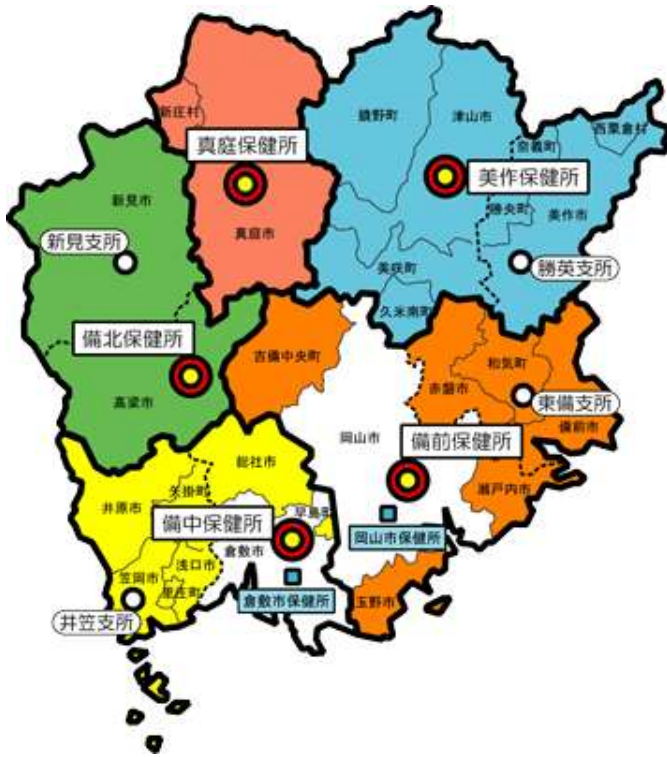 鏡野町
津山市
新庄村
西粟倉村
奈義町
真庭保健所
美作保健所
新見市
勝央町
美作市
真庭市
新見支所
美咲町
勝英支所
久米南町
備北保健所
吉備中央町
和気町
赤磐市
高梁市
東備支所
岡山市
備前市
備前保健所
総社市
瀬戸内市
矢掛町
井原市
早島町
備中保健所
岡山市保健所
倉敷市
浅口市
笠岡市
倉敷市保健所
里庄町
玉野市
井笠支所